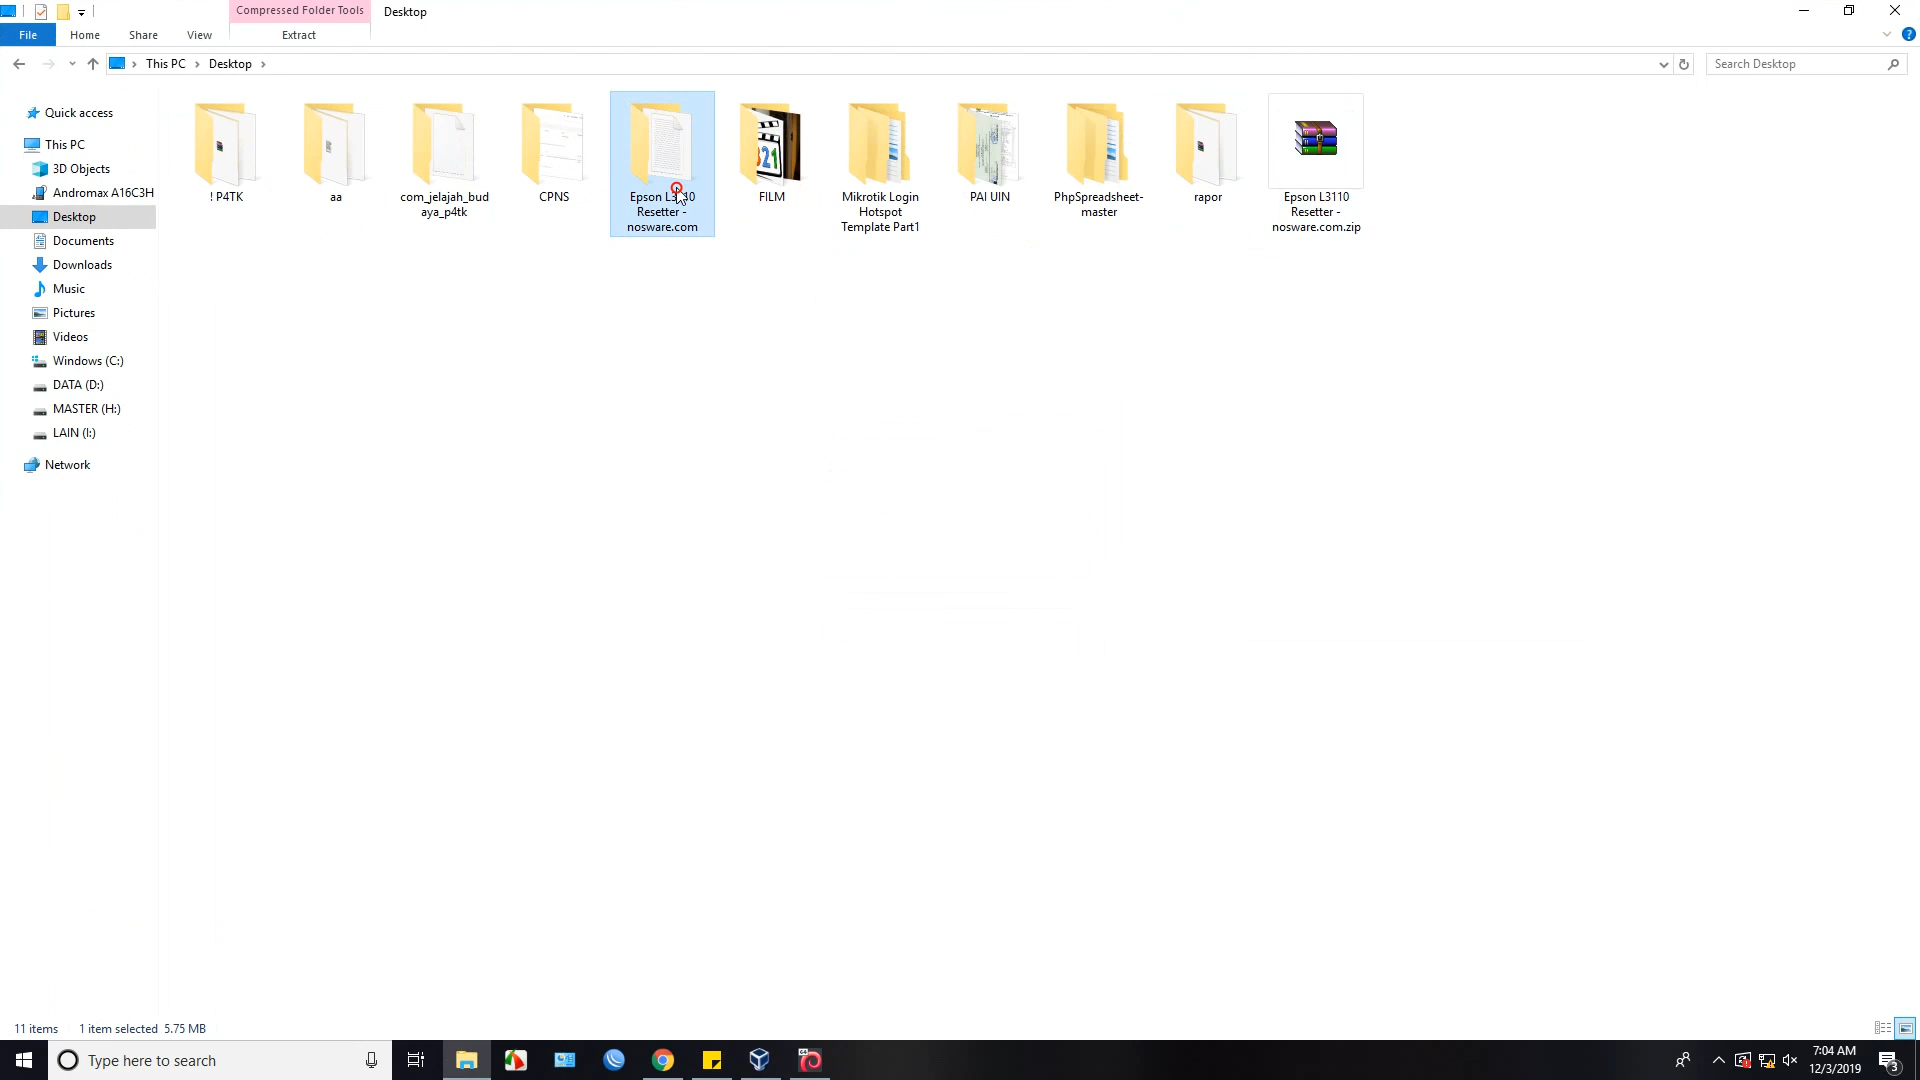 Compressed Folder Tools
Desktop
File
Home
Share
View
Extract
This PC
Desktop
Search Desktop
Quick access
This PC
3D Objects
Andromax A16C3H
Desktop
Documents
Downloads
Music
Pictures
Videos
Windows (C:)
DATA (D:)
MASTER (H:)
LAIN (I:)
Network
! P4TK
aa
com_jelajah_bud
aya_p4tk
CPNS
Epson L3110
Resetter -
nosware.com
FILM
Mikrotik Login
Hotspot
Template Part1
PAI UIN
PhpSpreadsheet-
master
rapor
Epson L3110
Resetter -
nosware.com.zip
11 items
1 item selected 5.75 MB
Type here to search
7:04 AM
12/3/2019
3